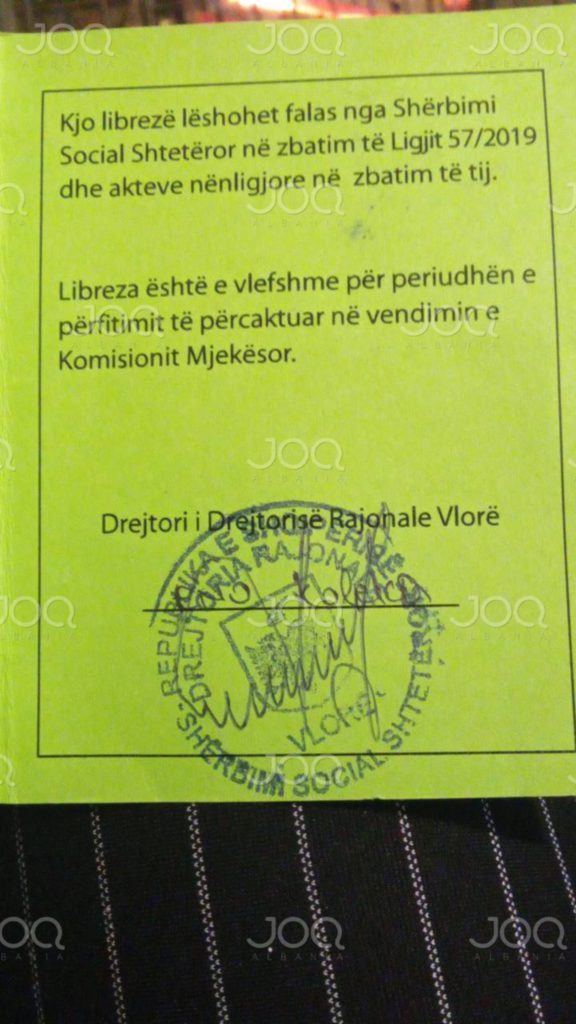 Kjo librezë lëshohet falas nga Shërbimi
Social Shtetëror në zbatim të Ligjit 57/2019
dhe akteve nënligjore në zbatim të tij.
Libreza është e vlefshme për periudhën e
përfitimit të përcaktuar në vendimin e
Komisionit Mjekësor.
Drejtori i Drejtorisë Rajonale Vlorë
REPUBLIKA E SHQIPËRISË
DREJTORIA RAJONALE
VLORË
SHËRBIMI SOCIAL SHTETËROR
JOQ
ALBANIA